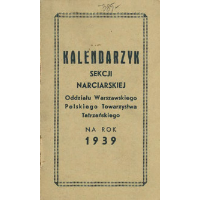 KALENDARZYK
SEKCJI
NARCIARSKIEJ
Oddziału Warszawskiego
Polskiego Towarzystwa
Tatrzańskiego
NA ROK
1939